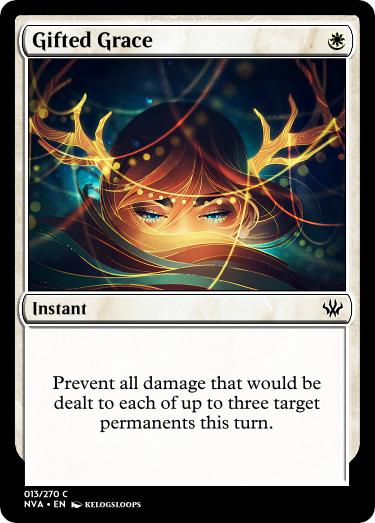 Gifted Grace
Instant
Prevent all damage that would be
dealt to each of up to three target
permanents this turn.
013/270 C
NVA • EN KELOGSLOOPS